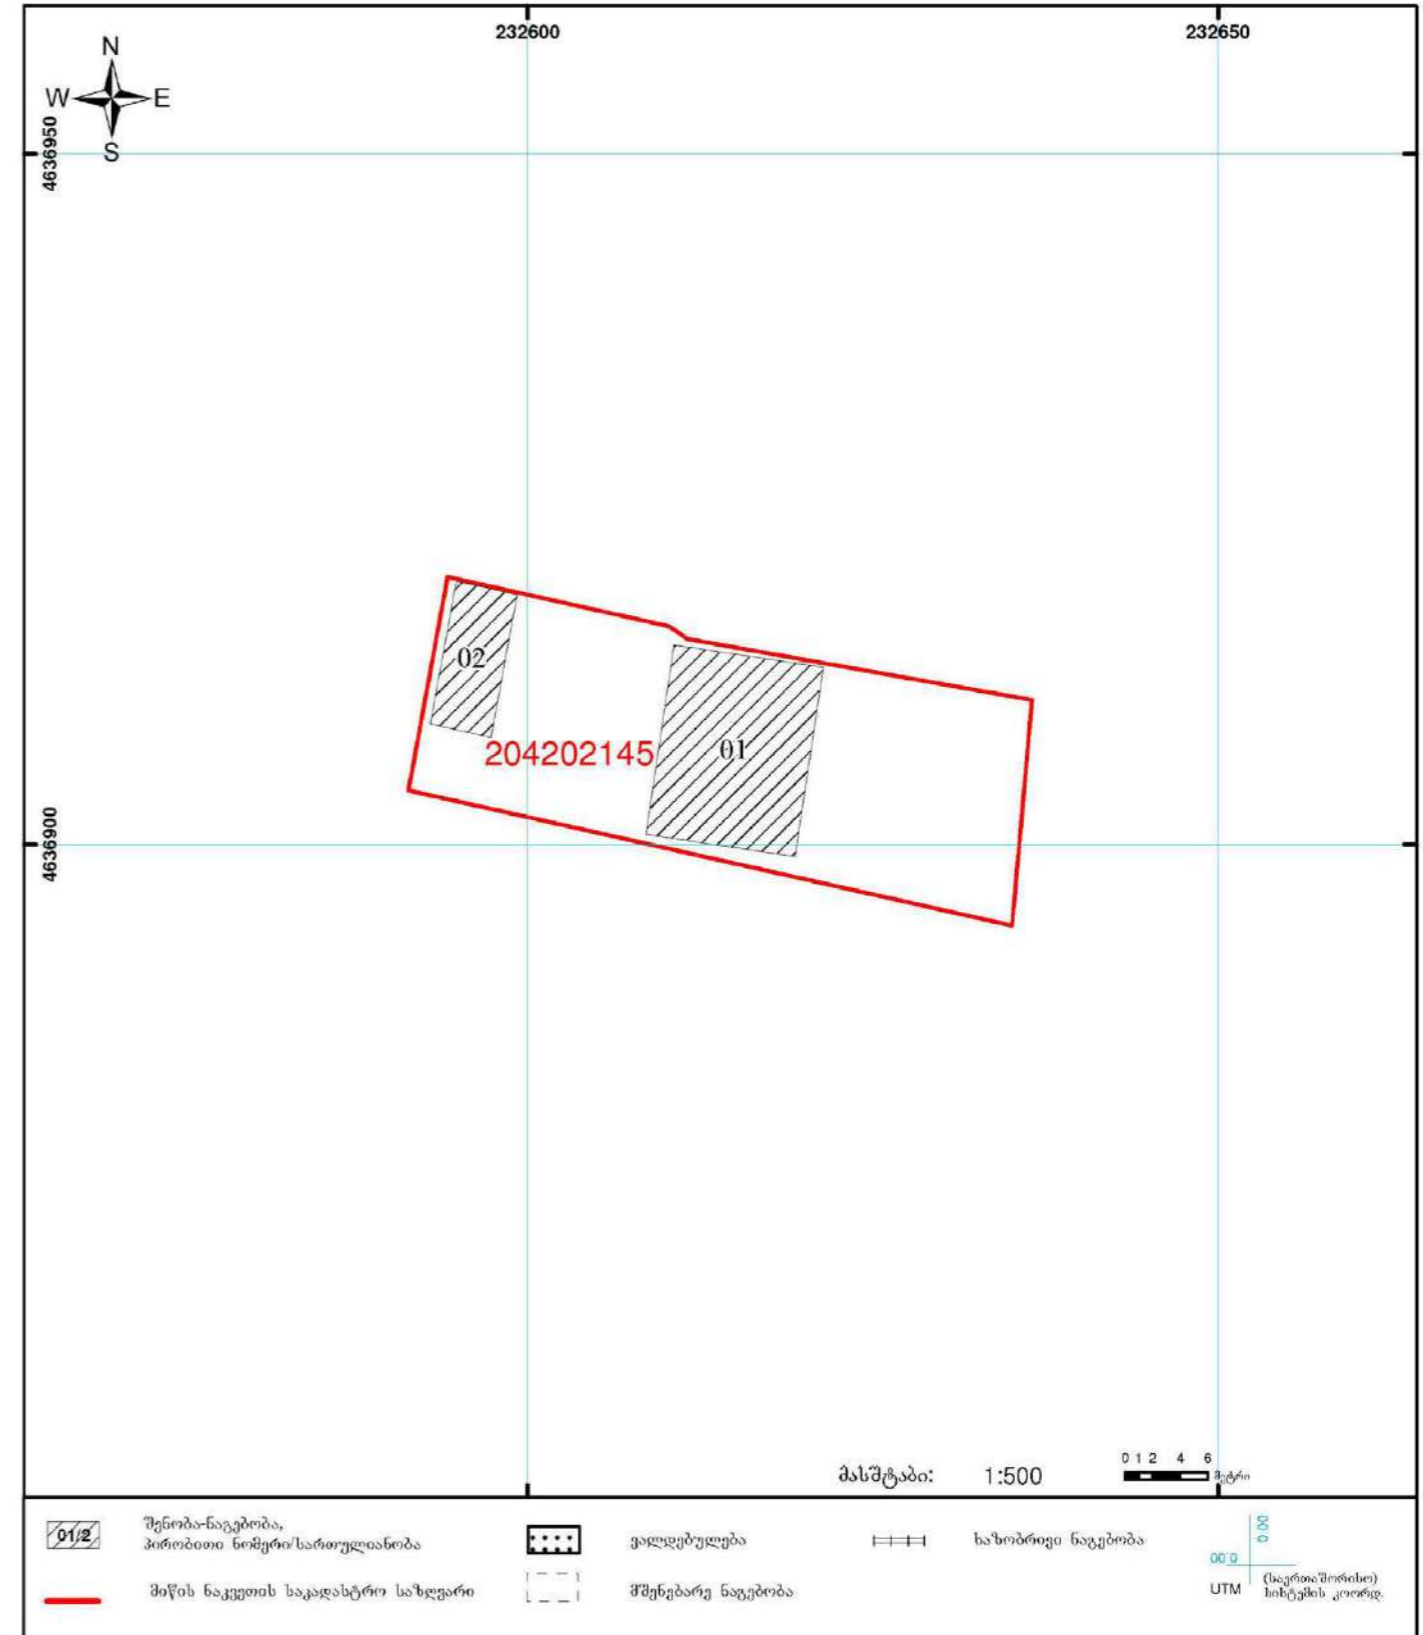 232600
232650
N
W E
S
4636950
02
204202145
01
4636900
მასშტაბი: 1:500
0 1 2 4 6
მეტრი
01/2
შენობა-ნაგებობა,
პირობითი ნომერი/სართულიანობა
ვალდებულება
ხაზობრივი ნაგებობა
მიწის ნაკვეთის საკადასტრო საზღვარი
მშენებარე ნაგებობა
00.0
00.0
UTM
(საერთაშორისო)
სისტემის კოორდ.